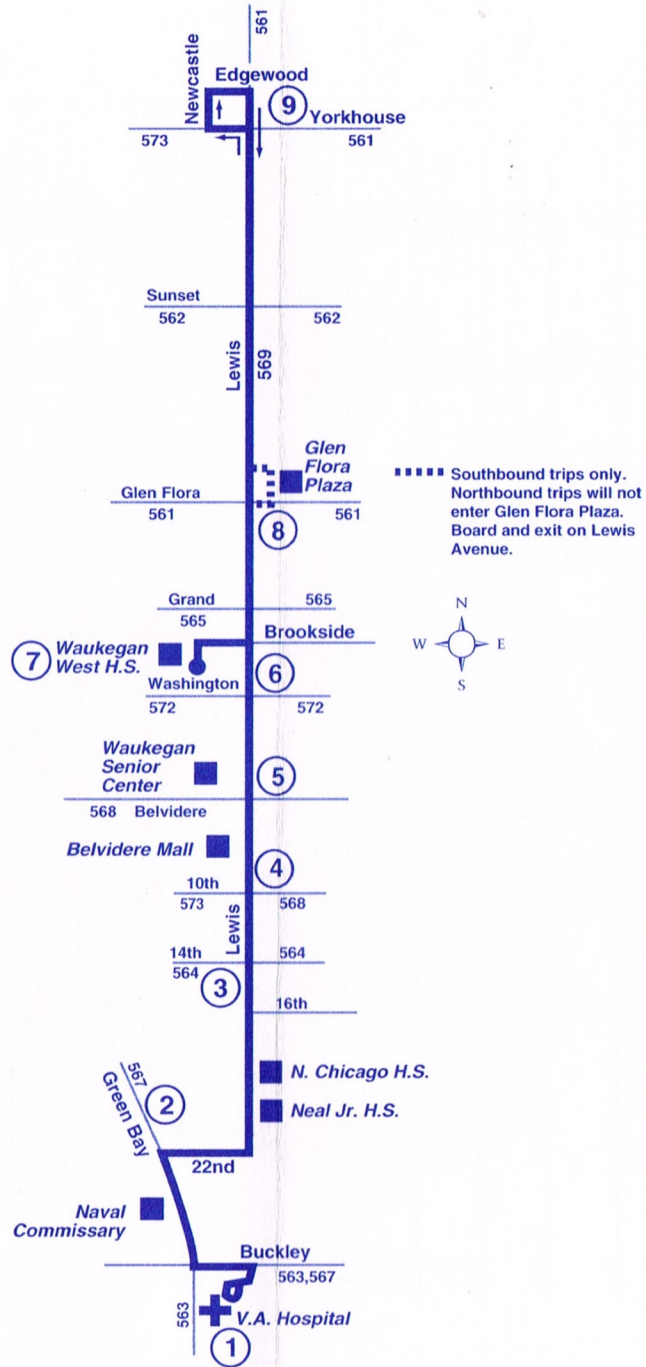 561
Newcastle
Edgewood
9
Yorkhouse
573
561
Sunset
562
562
Lewis
569
Glen
Flora
Plaza
Glen Flora
561
561
8
Southbound trips only.
Northbound trips will not
enter Glen Flora Plaza.
Board and exit on Lewis
Avenue.
Grand
565
565
N
W
E
S
Brookside
7
Waukegan
West H.S.
6
Washington
572
572
Waukegan
Senior
Center
5
568 Belvidere
Belvidere Mall
4
10th
573
568
Lewis
14th
564
564
3
16th
N. Chicago H.S.
Neal Jr. H.S.
567
Green Bay
2
22nd
Naval
Commissary
Buckley
563,567
563
V.A. Hospital
1